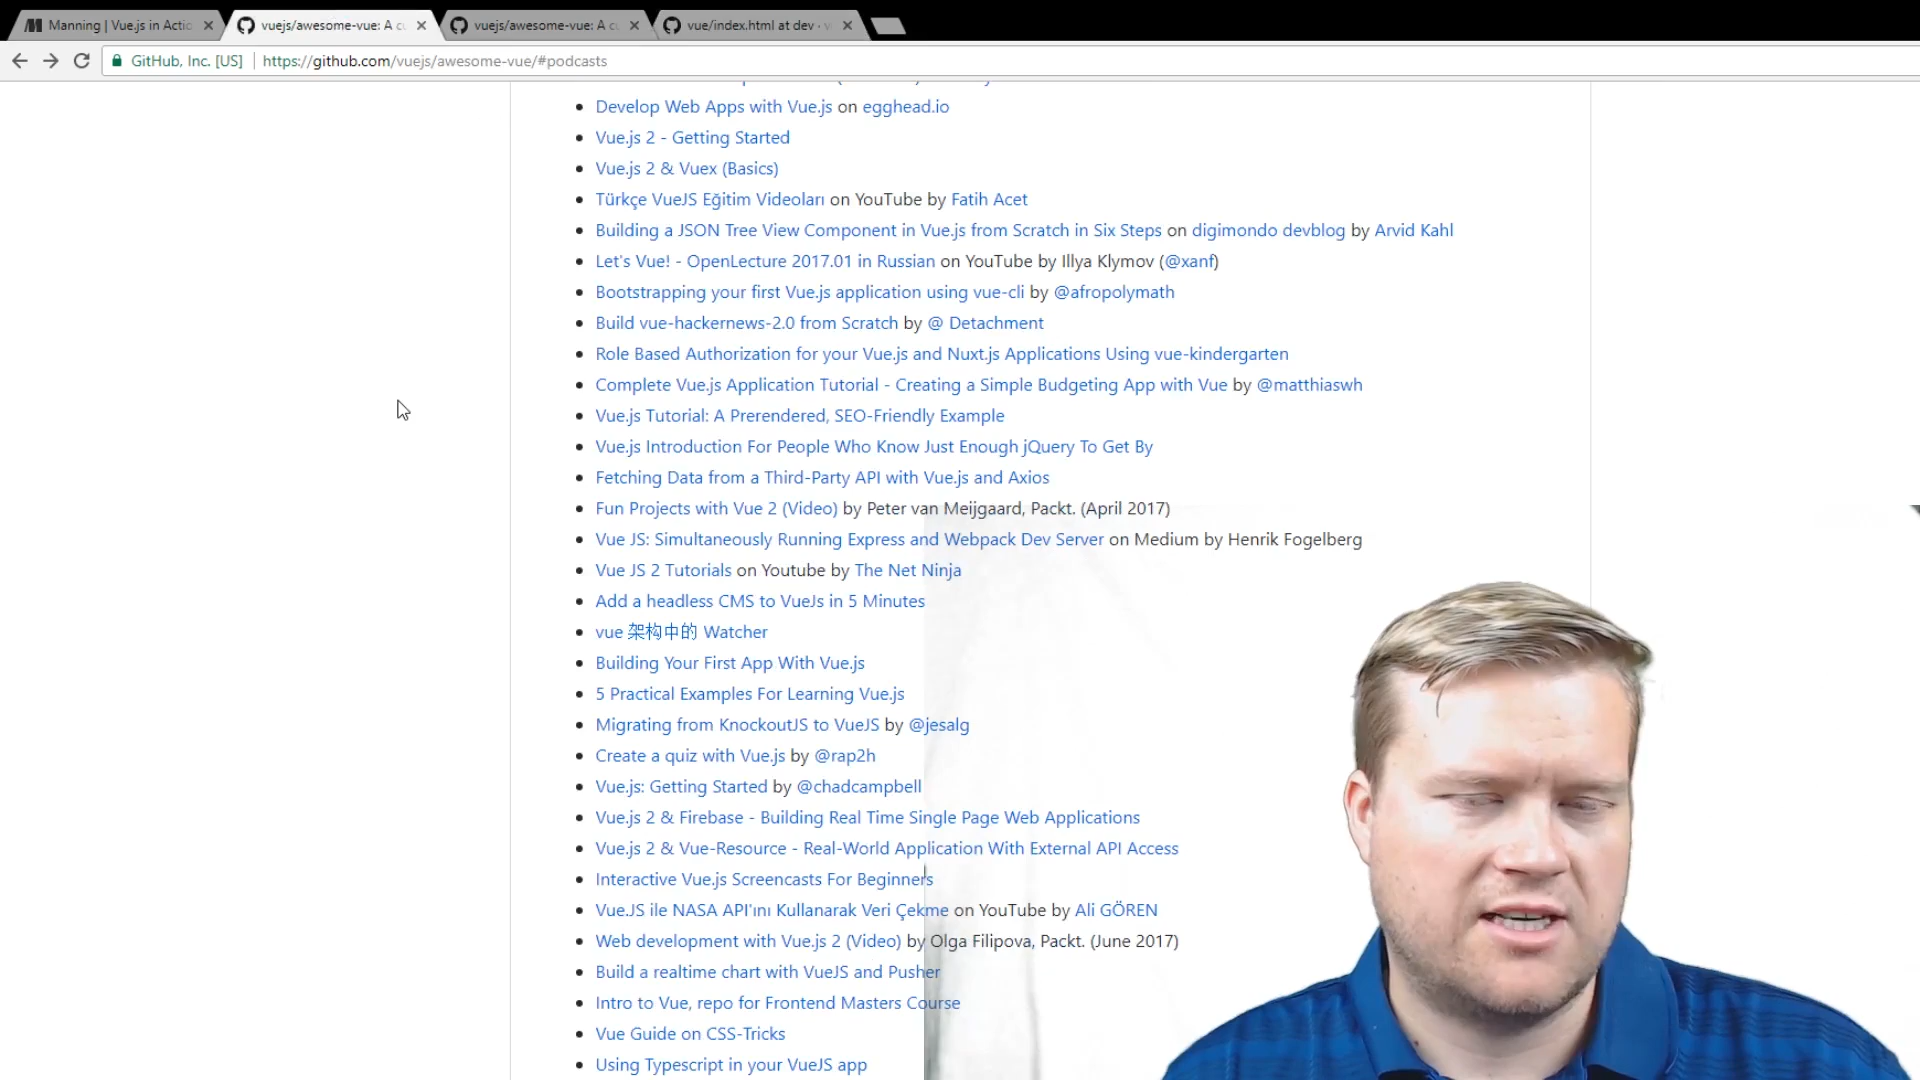 Manning | Vue.js in Actio
vuejs/awesome-vue: A cu
vuejs/awesome-vue: A cu
vue/index.html at dev · v
GitHub, Inc. [US] | https://github.com/vuejs/awesome-vue/#podcasts
Develop Web Apps with Vue.js on egghead.io
Vue.js 2 - Getting Started
Vue.js 2 & Vuex (Basics)
Türkçe VueJS Eğitim Videoları on YouTube by Fatih Acet
Building a JSON Tree View Component in Vue.js from Scratch in Six Steps on digimondo devblog by Arvid Kahl
Let's Vue! - OpenLecture 2017.01 in Russian on YouTube by Illya Klymov (@xanf)
Bootstrapping your first Vue.js application using vue-cli by @afropolymath
Build vue-hackernews-2.0 from Scratch by @ Detachment
Role Based Authorization for your Vue.js and Nuxt.js Applications Using vue-kindergarten
Complete Vue.js Application Tutorial - Creating a Simple Budgeting App with Vue by @matthiaswh
Vue.js Tutorial: A Prerendered, SEO-Friendly Example
Vue.js Introduction For People Who Know Just Enough jQuery To Get By
Fetching Data from a Third-Party API with Vue.js and Axios
Fun Projects with Vue 2 (Video) by Peter van Meijgaard, Packt. (April 2017)
Vue JS: Simultaneously Running Express and Webpack Dev Server on Medium by Henrik Fogelberg
Vue JS 2 Tutorials on Youtube by The Net Ninja
Add a headless CMS to VueJs in 5 Minutes
vue 架构中的 Watcher
Building Your First App With Vue.js
5 Practical Examples For Learning Vue.js
Migrating from KnockoutJS to VueJS by @jesalg
Create a quiz with Vue.js by @rap2h
Vue.js: Getting Started by @chadcampbell
Vue.js 2 & Firebase - Building Real Time Single Page Web Applications
Vue.js 2 & Vue-Resource - Real-World Application With External API Access
Interactive Vue.js Screencasts For Beginners
Vue.JS ile NASA API'ını Kullanarak Veri Çekme on YouTube by Ali GÖREN
Web development with Vue.js 2 (Video) by Olga Filipova, Packt. (June 2017)
Build a realtime chart with VueJS and Pusher
Intro to Vue, repo for Frontend Masters Course
Vue Guide on CSS-Tricks
Using Typescript in your VueJS app